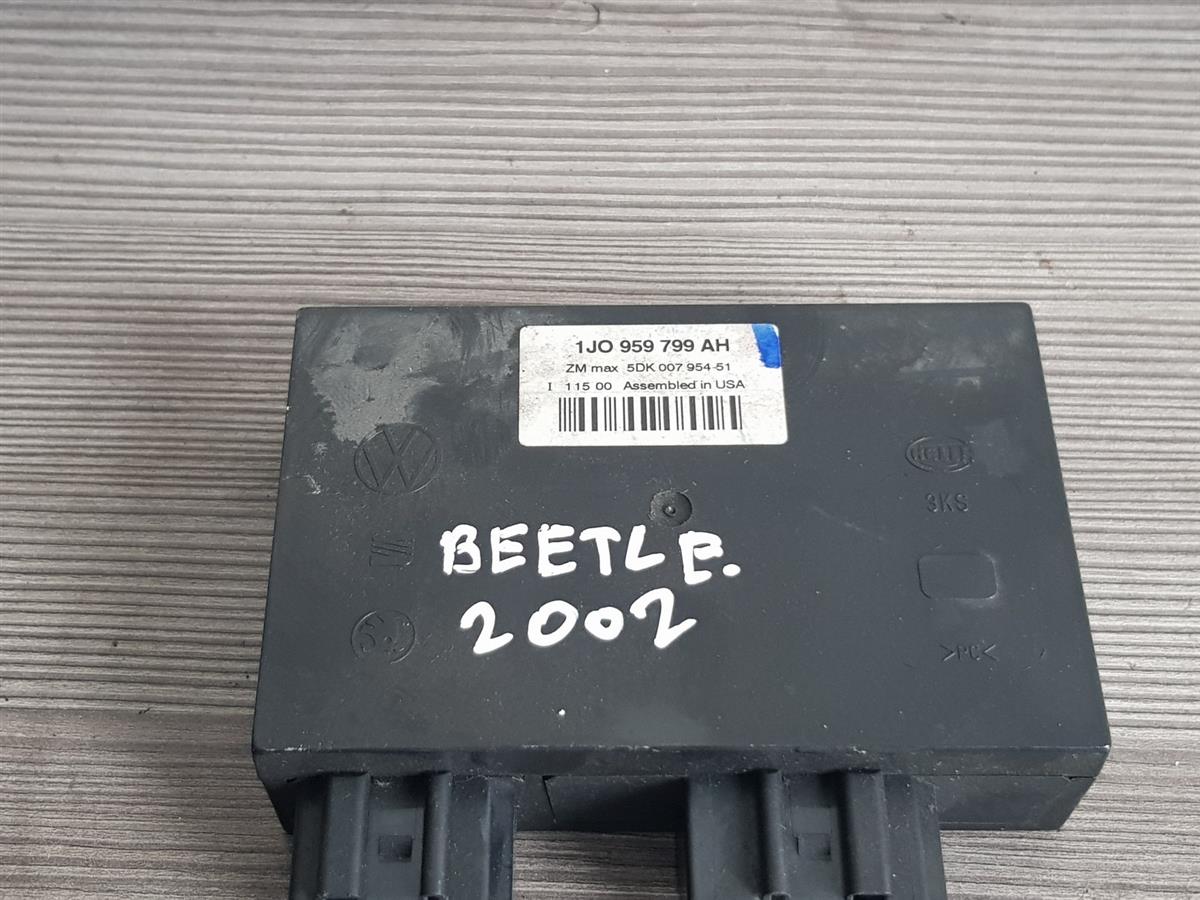 1JO 959 799 AH
ZM max 5DK 007 954-51
I 115 00 Assembled in USA
HELLA
3KS
BEETLE.
2002
>PC<